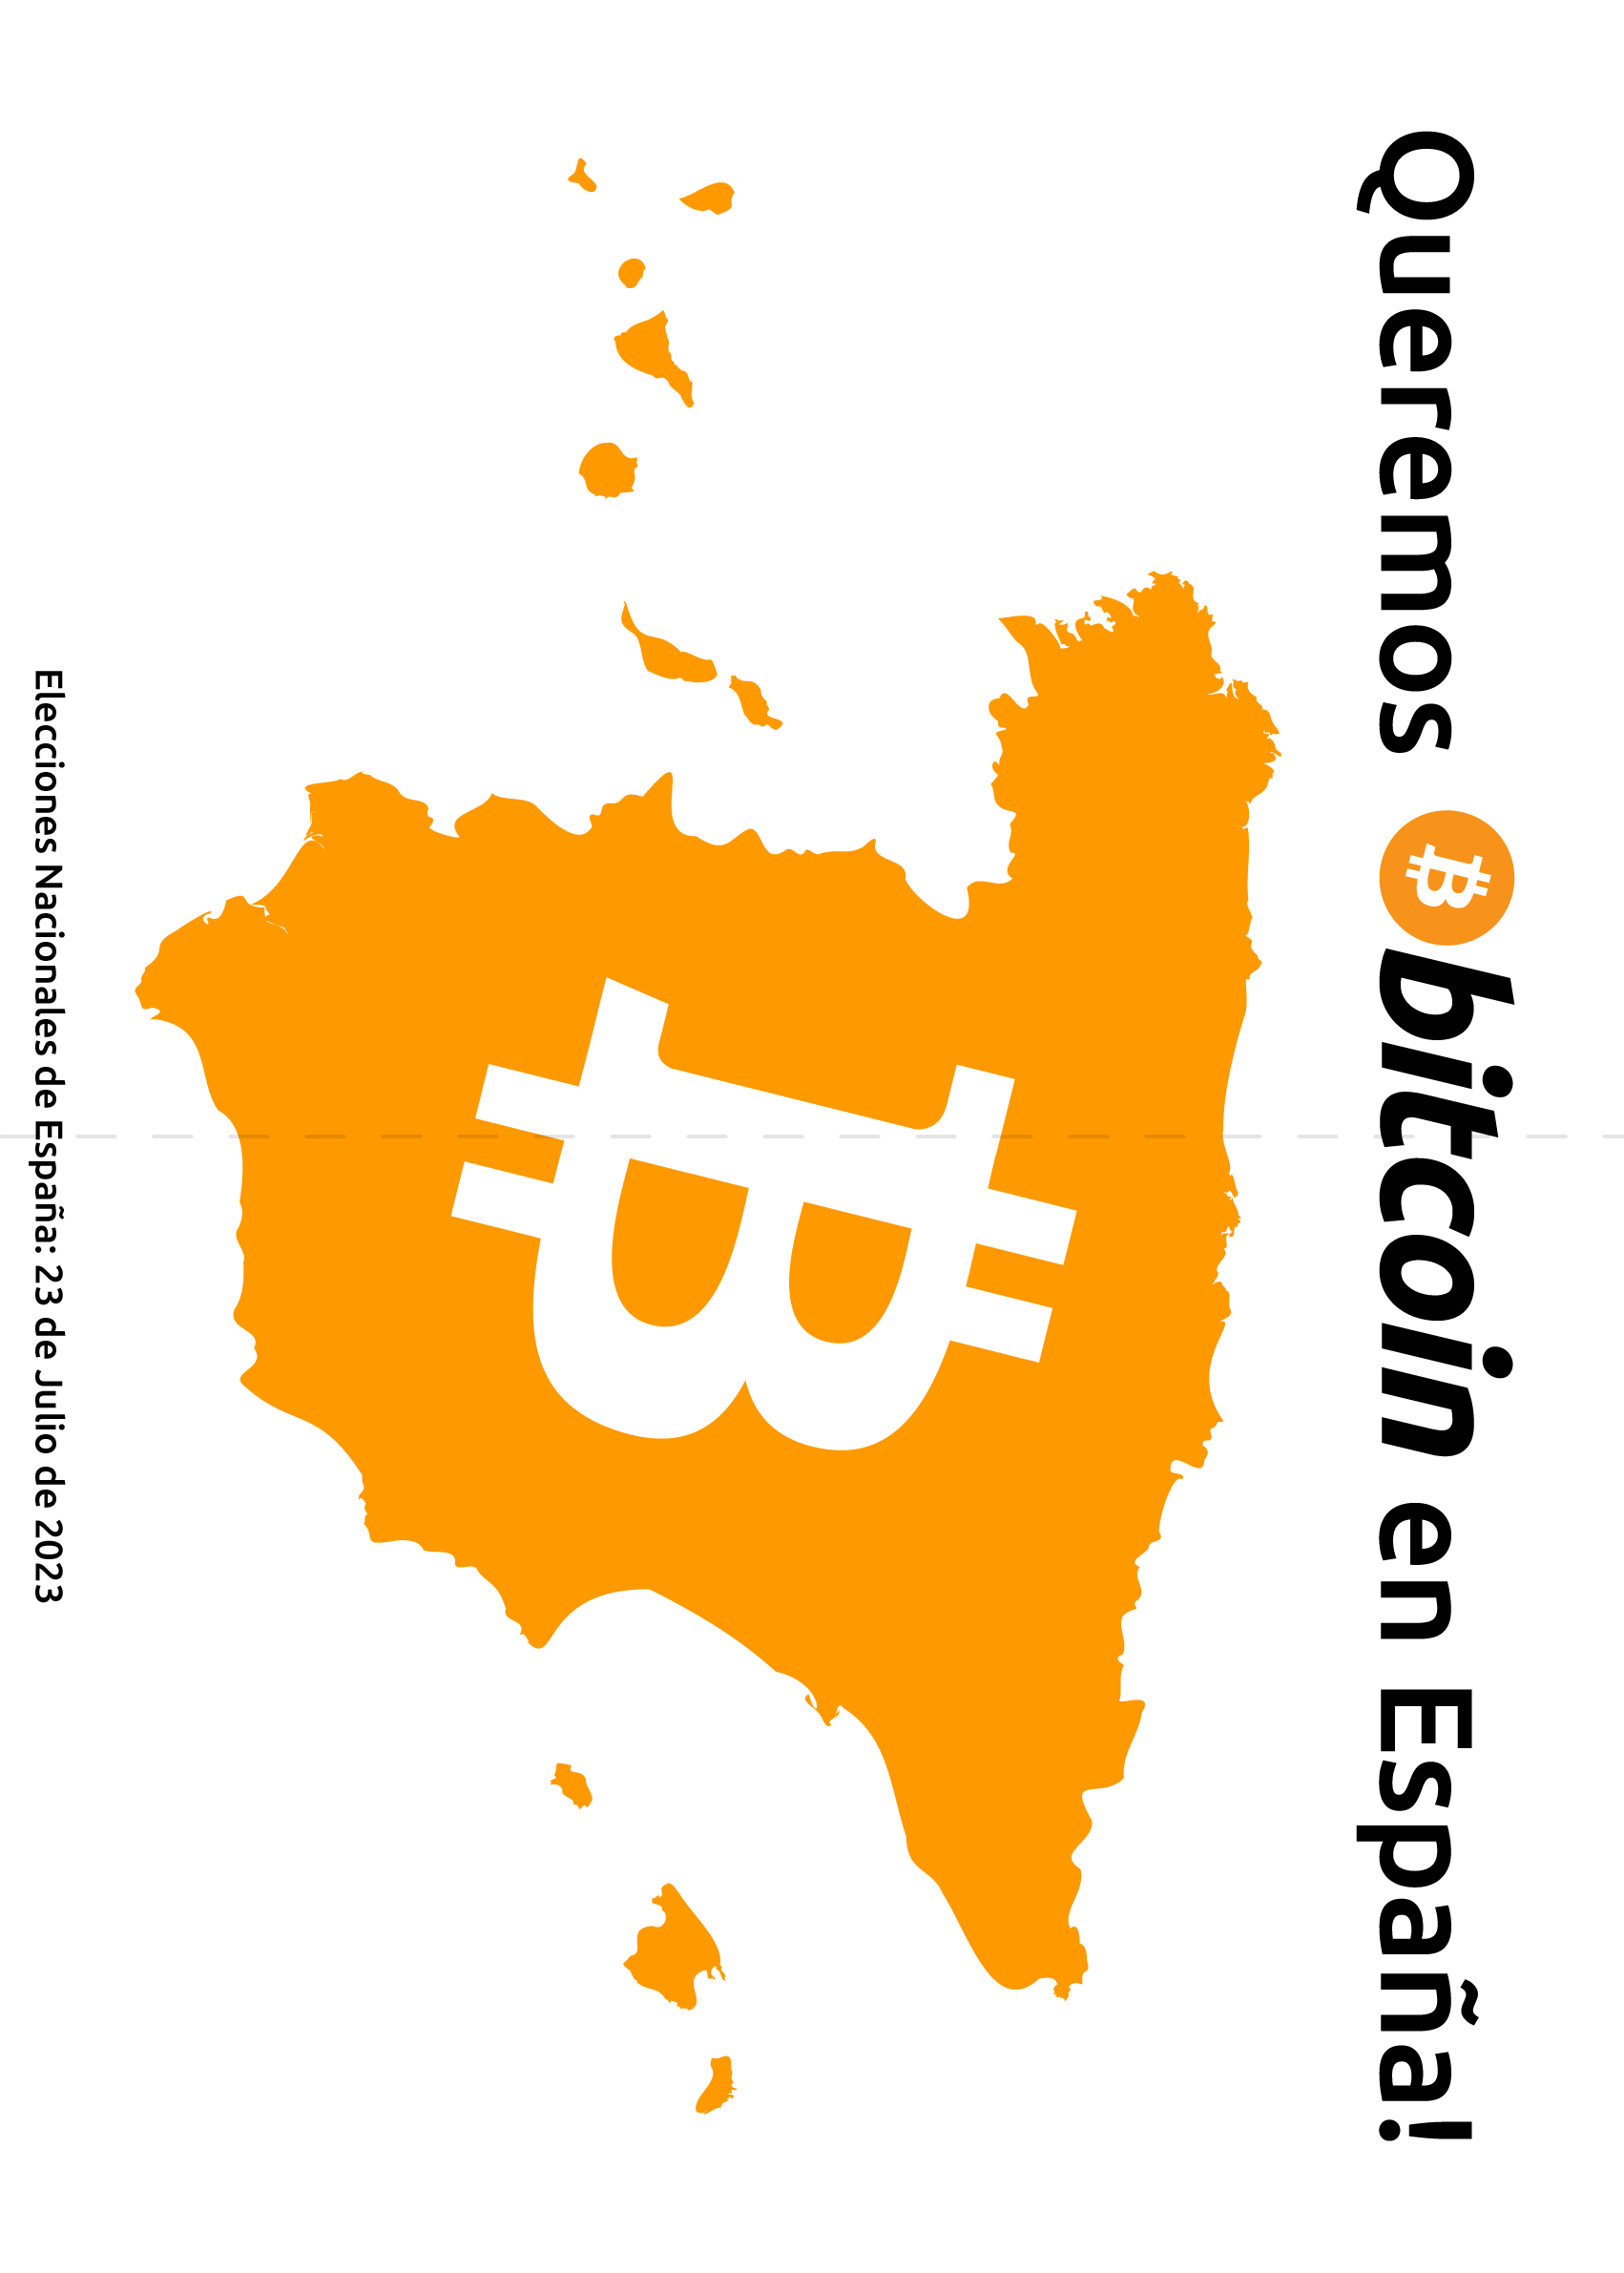 Queremos bitcoin en España!
Elecciones Nacionales de España: 23 de Julio de 2023